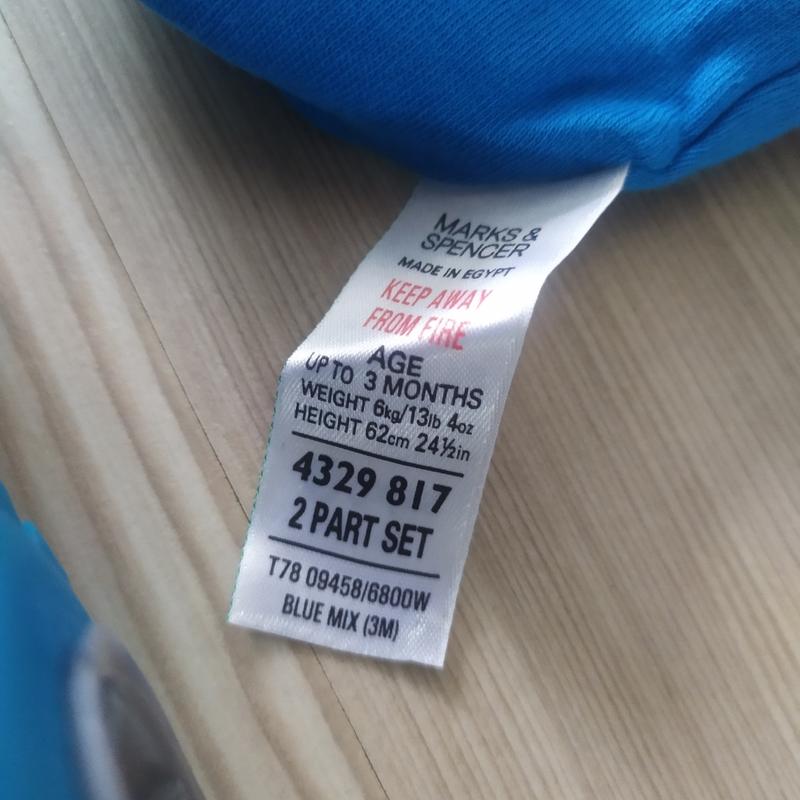 MARKS &
SPENCER
MADE IN EGYPT
KEEP AWAY
FROM FIRE
AGE
UP TO 3 MONTHS
WEIGHT 6kg/13lb 4oz
HEIGHT 62cm 24½in
4329 817
2 PART SET
T78 09458/6800W
BLUE MIX (3M)